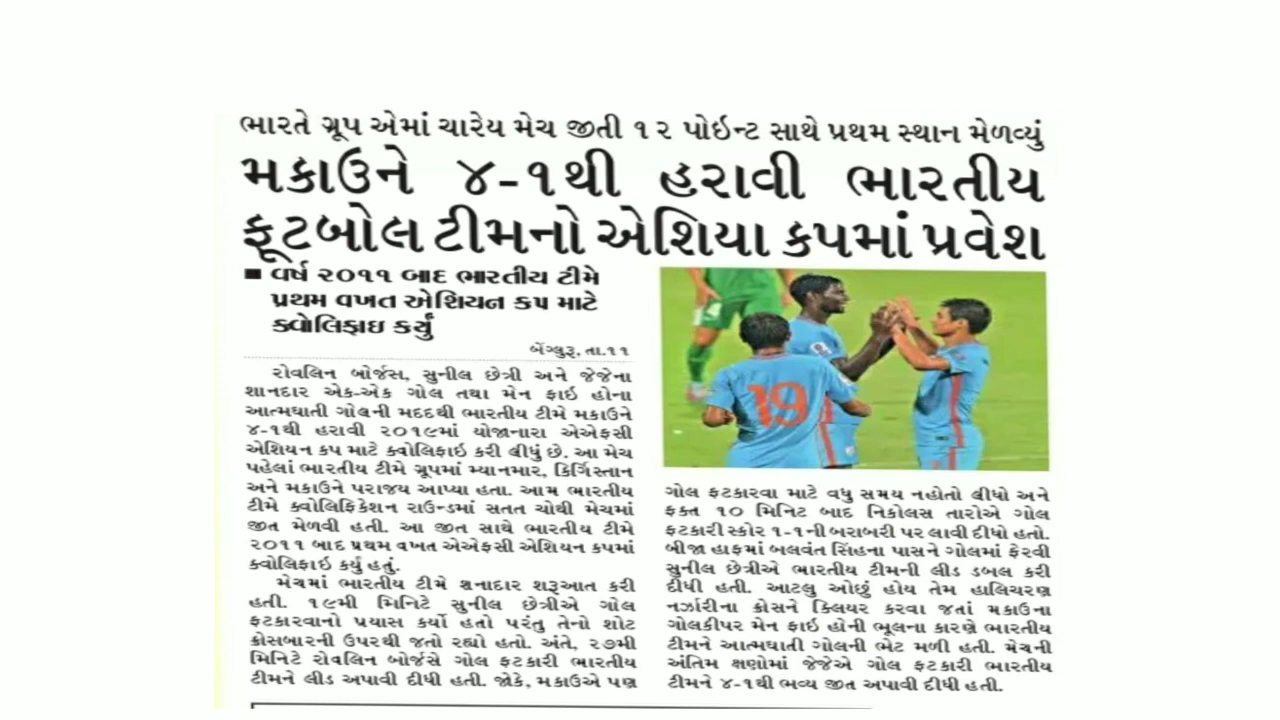 ભારતે ગ્રૂપ એમાં ચારેય મેચ જીતી ૧૨ પોઇન્ટ સાથે પ્રથમ સ્થાન મેળવ્યું
મકાઉને ૪-૧થી હરાવી ભારતીય
ફૂટબોલ ટીમનો એશિયા કપમાં પ્રવેશ
■ વર્ષ ૨૦૧૧ બાદ ભારતીય ટીમે
પ્રથમ વખત એશિયન કપ માટે
ક્વોલિફાઇ કર્યું
બેંગ્લુરૂ, તા.૧૧
રોવલિન બોર્જસ, સુનીલ છેત્રી અને જેજેના
શાનદાર એક-એક ગોલ તથા મેન ફાઇ હોના
આત્મઘાતી ગોલની મદદથી ભારતીય ટીમે મકાઉને
૪-૧થી હરાવી ૨૦૧૯માં યોજાનારા એએફસી
એશિયન કપ માટે ક્વોલિફાઇ કરી લીધું છે. આ મેચ
પહેલાં ભારતીય ટીમે ગ્રૂપમાં મ્યાનમાર, કિર્ગિસ્તાન
અને મકાઉને પરાજય આપ્યા હતા. આમ ભારતીય
ટીમે ક્વોલિફિકેશન રાઉન્ડમાં સતત ચોથી મેચમાં
જીત મેળવી હતી. આ જીત સાથે ભારતીય ટીમે
૨૦૧૧ બાદ પ્રથમ વખત એએફસી એશિયન કપમાં
ક્વોલિફાઇ કર્યું હતું.
મેચમાં ભારતીય ટીમે શનાદાર શરૂઆત કરી
હતી. ૧૯મી મિનિટે સુનીલ છેત્રીએ ગોલ
ફટકારવાનો પ્રયાસ કર્યો હતો પરંતુ તેનો શોટ
ક્રોસબારની ઉપરથી જતો રહ્યો હતો. અંતે, ૨૭મી
મિનિટે રોવલિન બોર્જસે ગોલ ફટકારી ભારતીય
ટીમને લીડ અપાવી દીધી હતી. જોકે, મકાઉએ પણ
19
ગોલ ફટકારવા માટે વધુ સમય નહોતો લીધો અને
ફક્ત ૧૦ મિનિટ બાદ નિકોલસ તારોએ ગોલ
ફટકારી સ્કોર ૧-૧ની બરાબરી પર લાવી દીધો હતો.
બીજા હાફમાં બલવંત સિંહના પાસને ગોલમાં ફેરવી
સુનીલ છેત્રીએ ભારતીય ટીમની લીડ ડબલ કરી
દીધી હતી. આટલુ ઓછું હોય તેમ હાલિચરણ
નર્ઝારીના ક્રોસને ક્લિયર કરવા જતાં મકાઉના
ગોલકીપર મેન ફાઇ હોની ભૂલના કારણે ભારતીય
ટીમને આત્મઘાતી ગોલની ભેટ મળી હતી. મેચની
અંતિમ ક્ષણોમાં જેજેએ ગોલ ફટકારી ભારતીય
ટીમને ૪-૧થી ભવ્ય જીત અપાવી દીધી હતી.